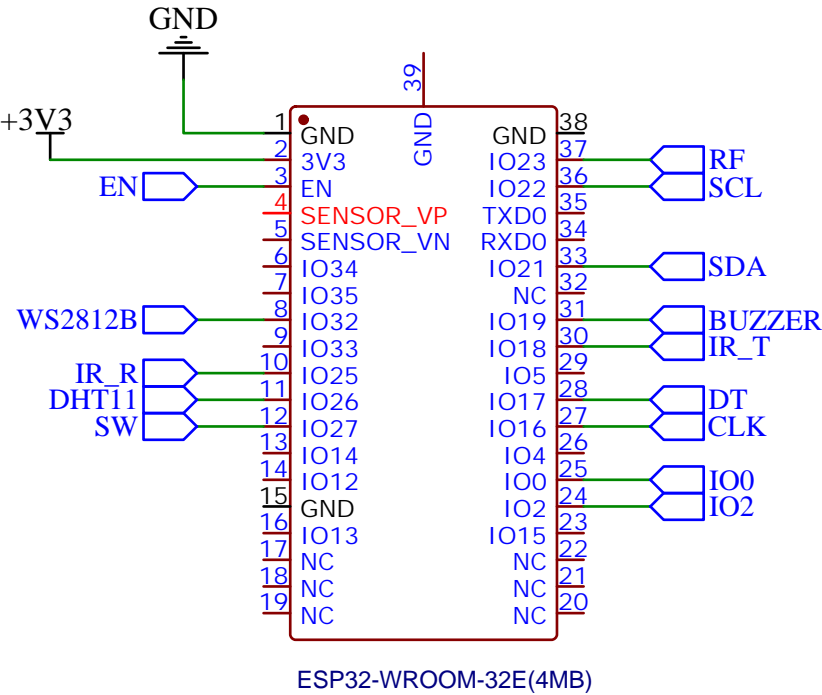 GND
+3V3
39
GND
1 GND GND 38
2 3V3 IO23 37 RF
EN 3 EN IO22 36 SCL
4 SENSOR_VP TXD0 35
5 SENSOR_VN RXD0 34
6 IO34 IO21 33 SDA
7 IO35 NC 32
WS2812B 8 IO32 IO19 31 BUZZER
9 IO33 IO18 30 IR_T
IR_R 10 IO25 IO5 29
DHT11 11 IO26 IO17 28 DT
SW 12 IO27 IO16 27 CLK
13 IO14 IO4 26
14 IO12 IO0 25 IO0
15 GND IO2 24 IO2
16 IO13 IO15 23
17 NC NC 22
18 NC NC 21
19 NC NC 20
ESP32-WROOM-32E(4MB)